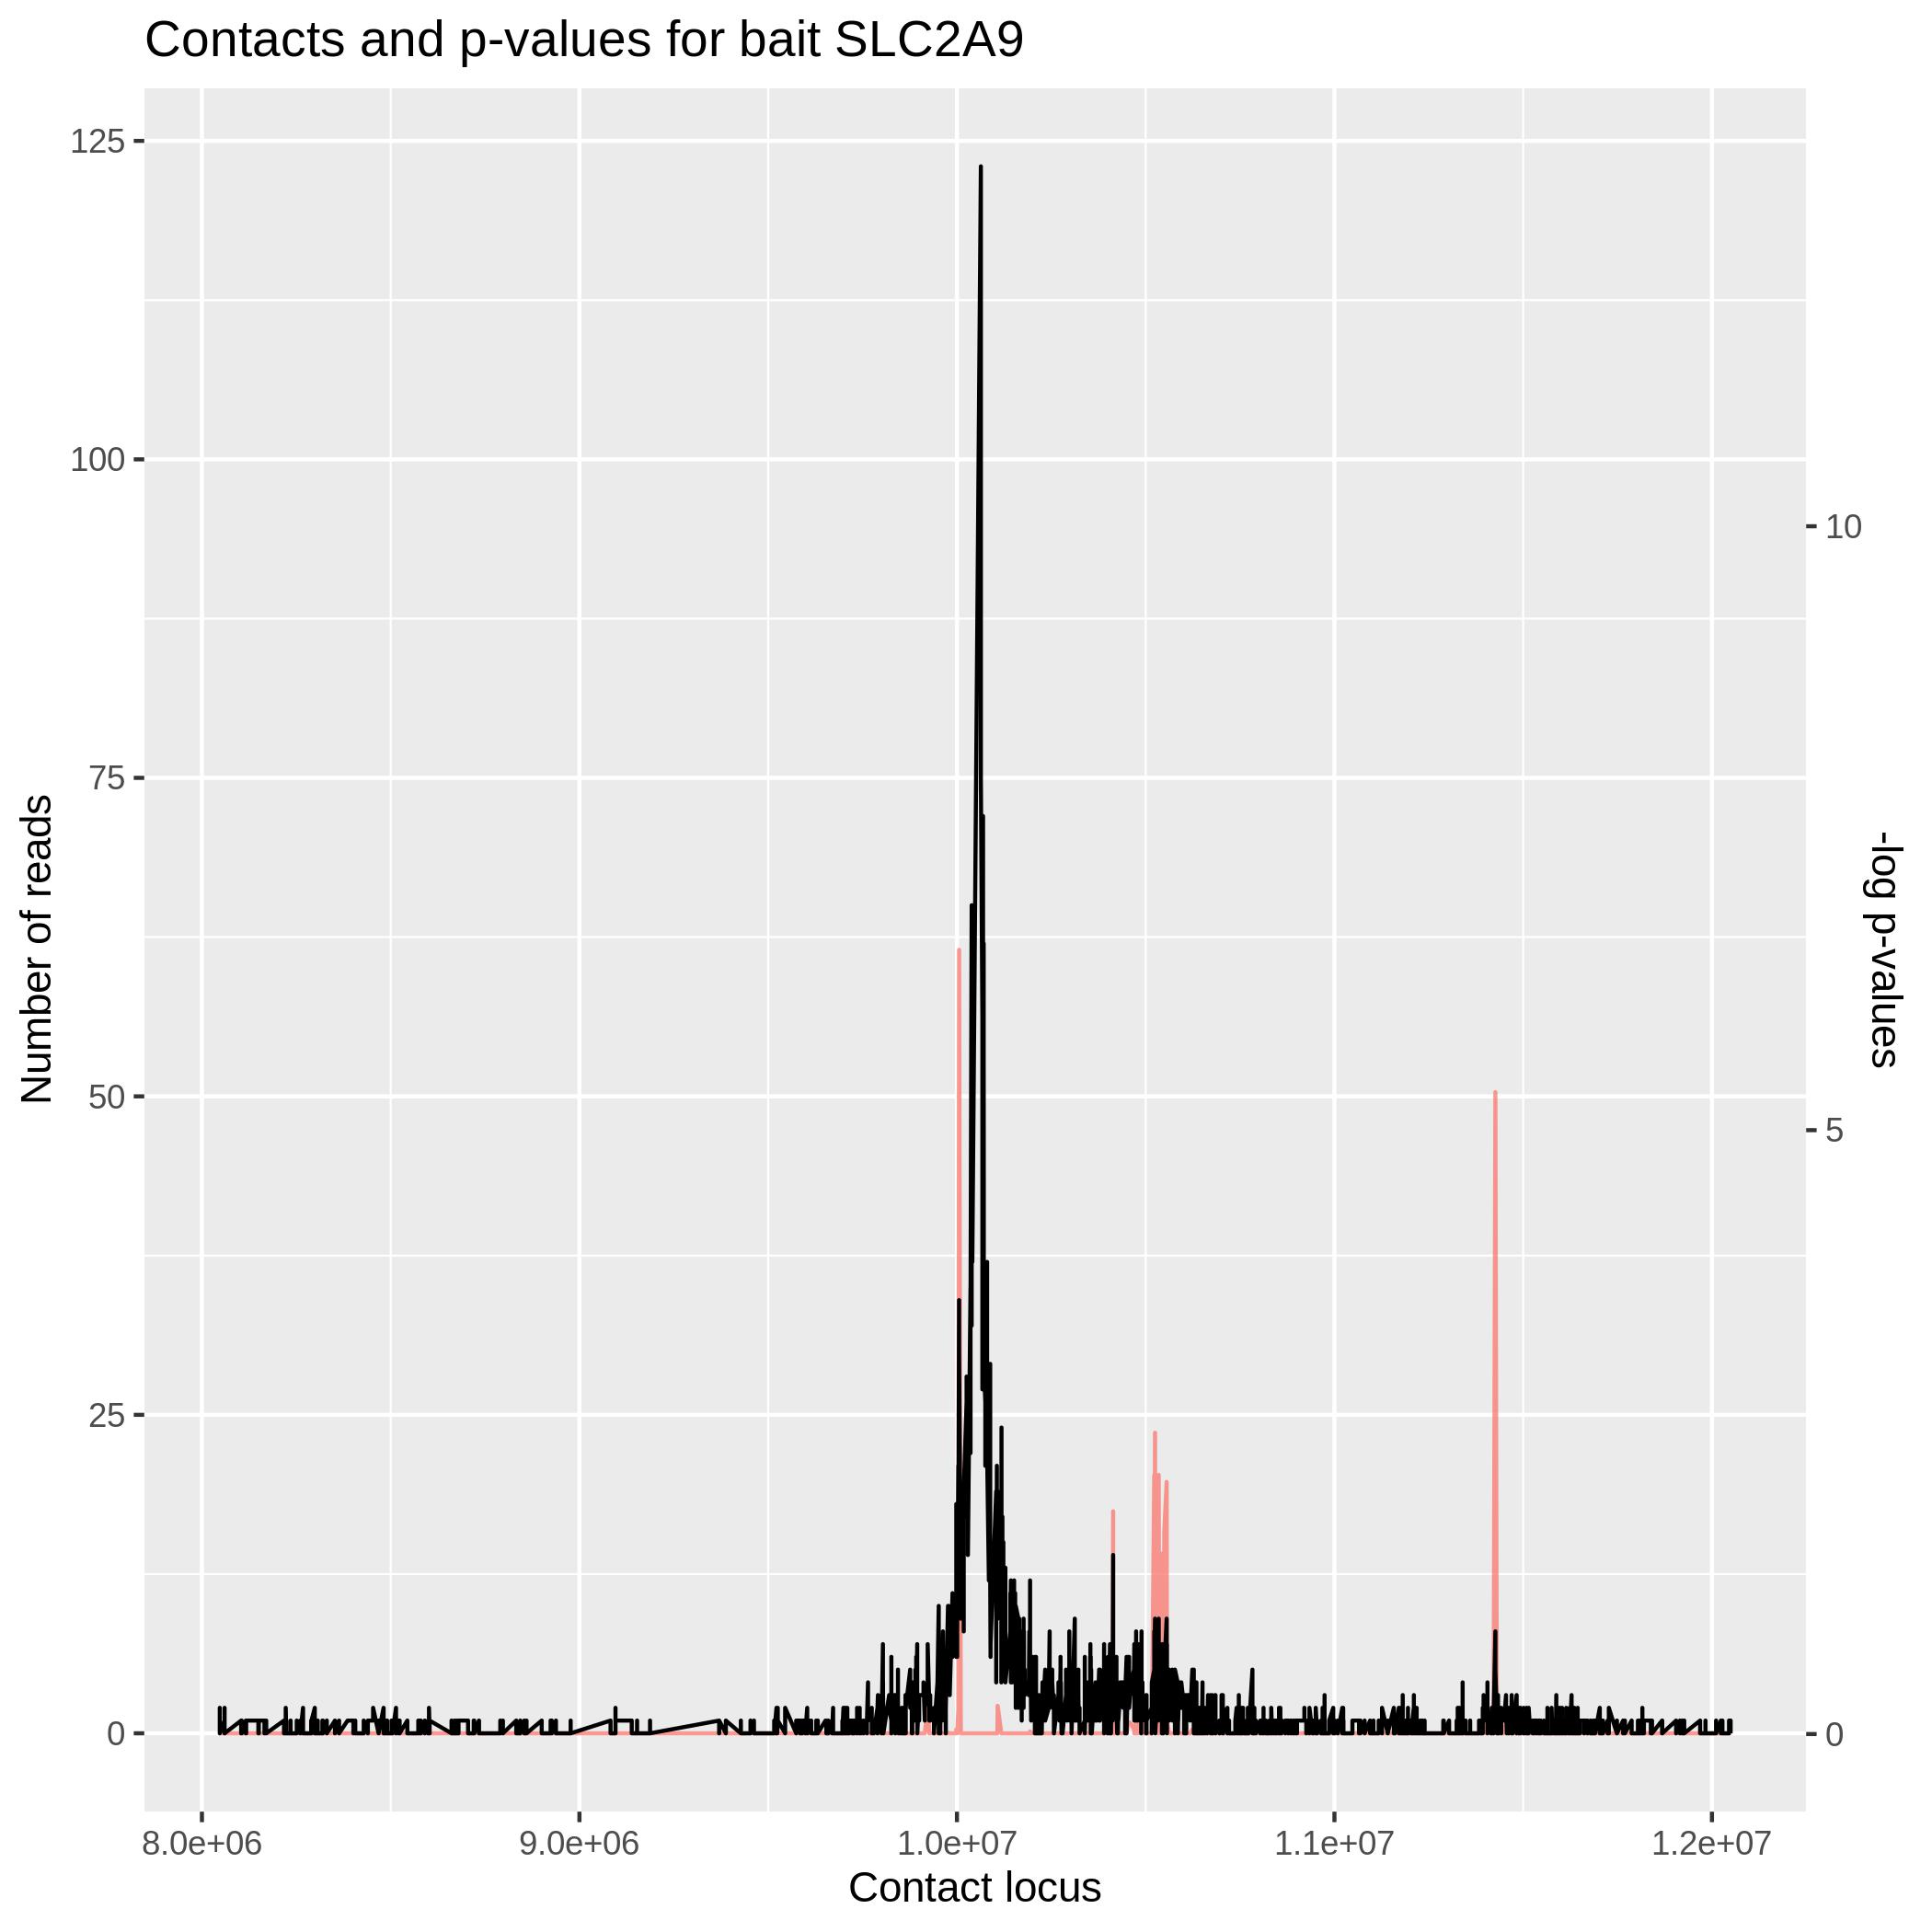 Contacts and p-values for bait SLC2A9
125
100
75
50
25
0
Number of reads
10
5
0
-log p-values
8.0e+06 9.0e+06 1.0e+07 1.1e+07 1.2e+07
Contact locus